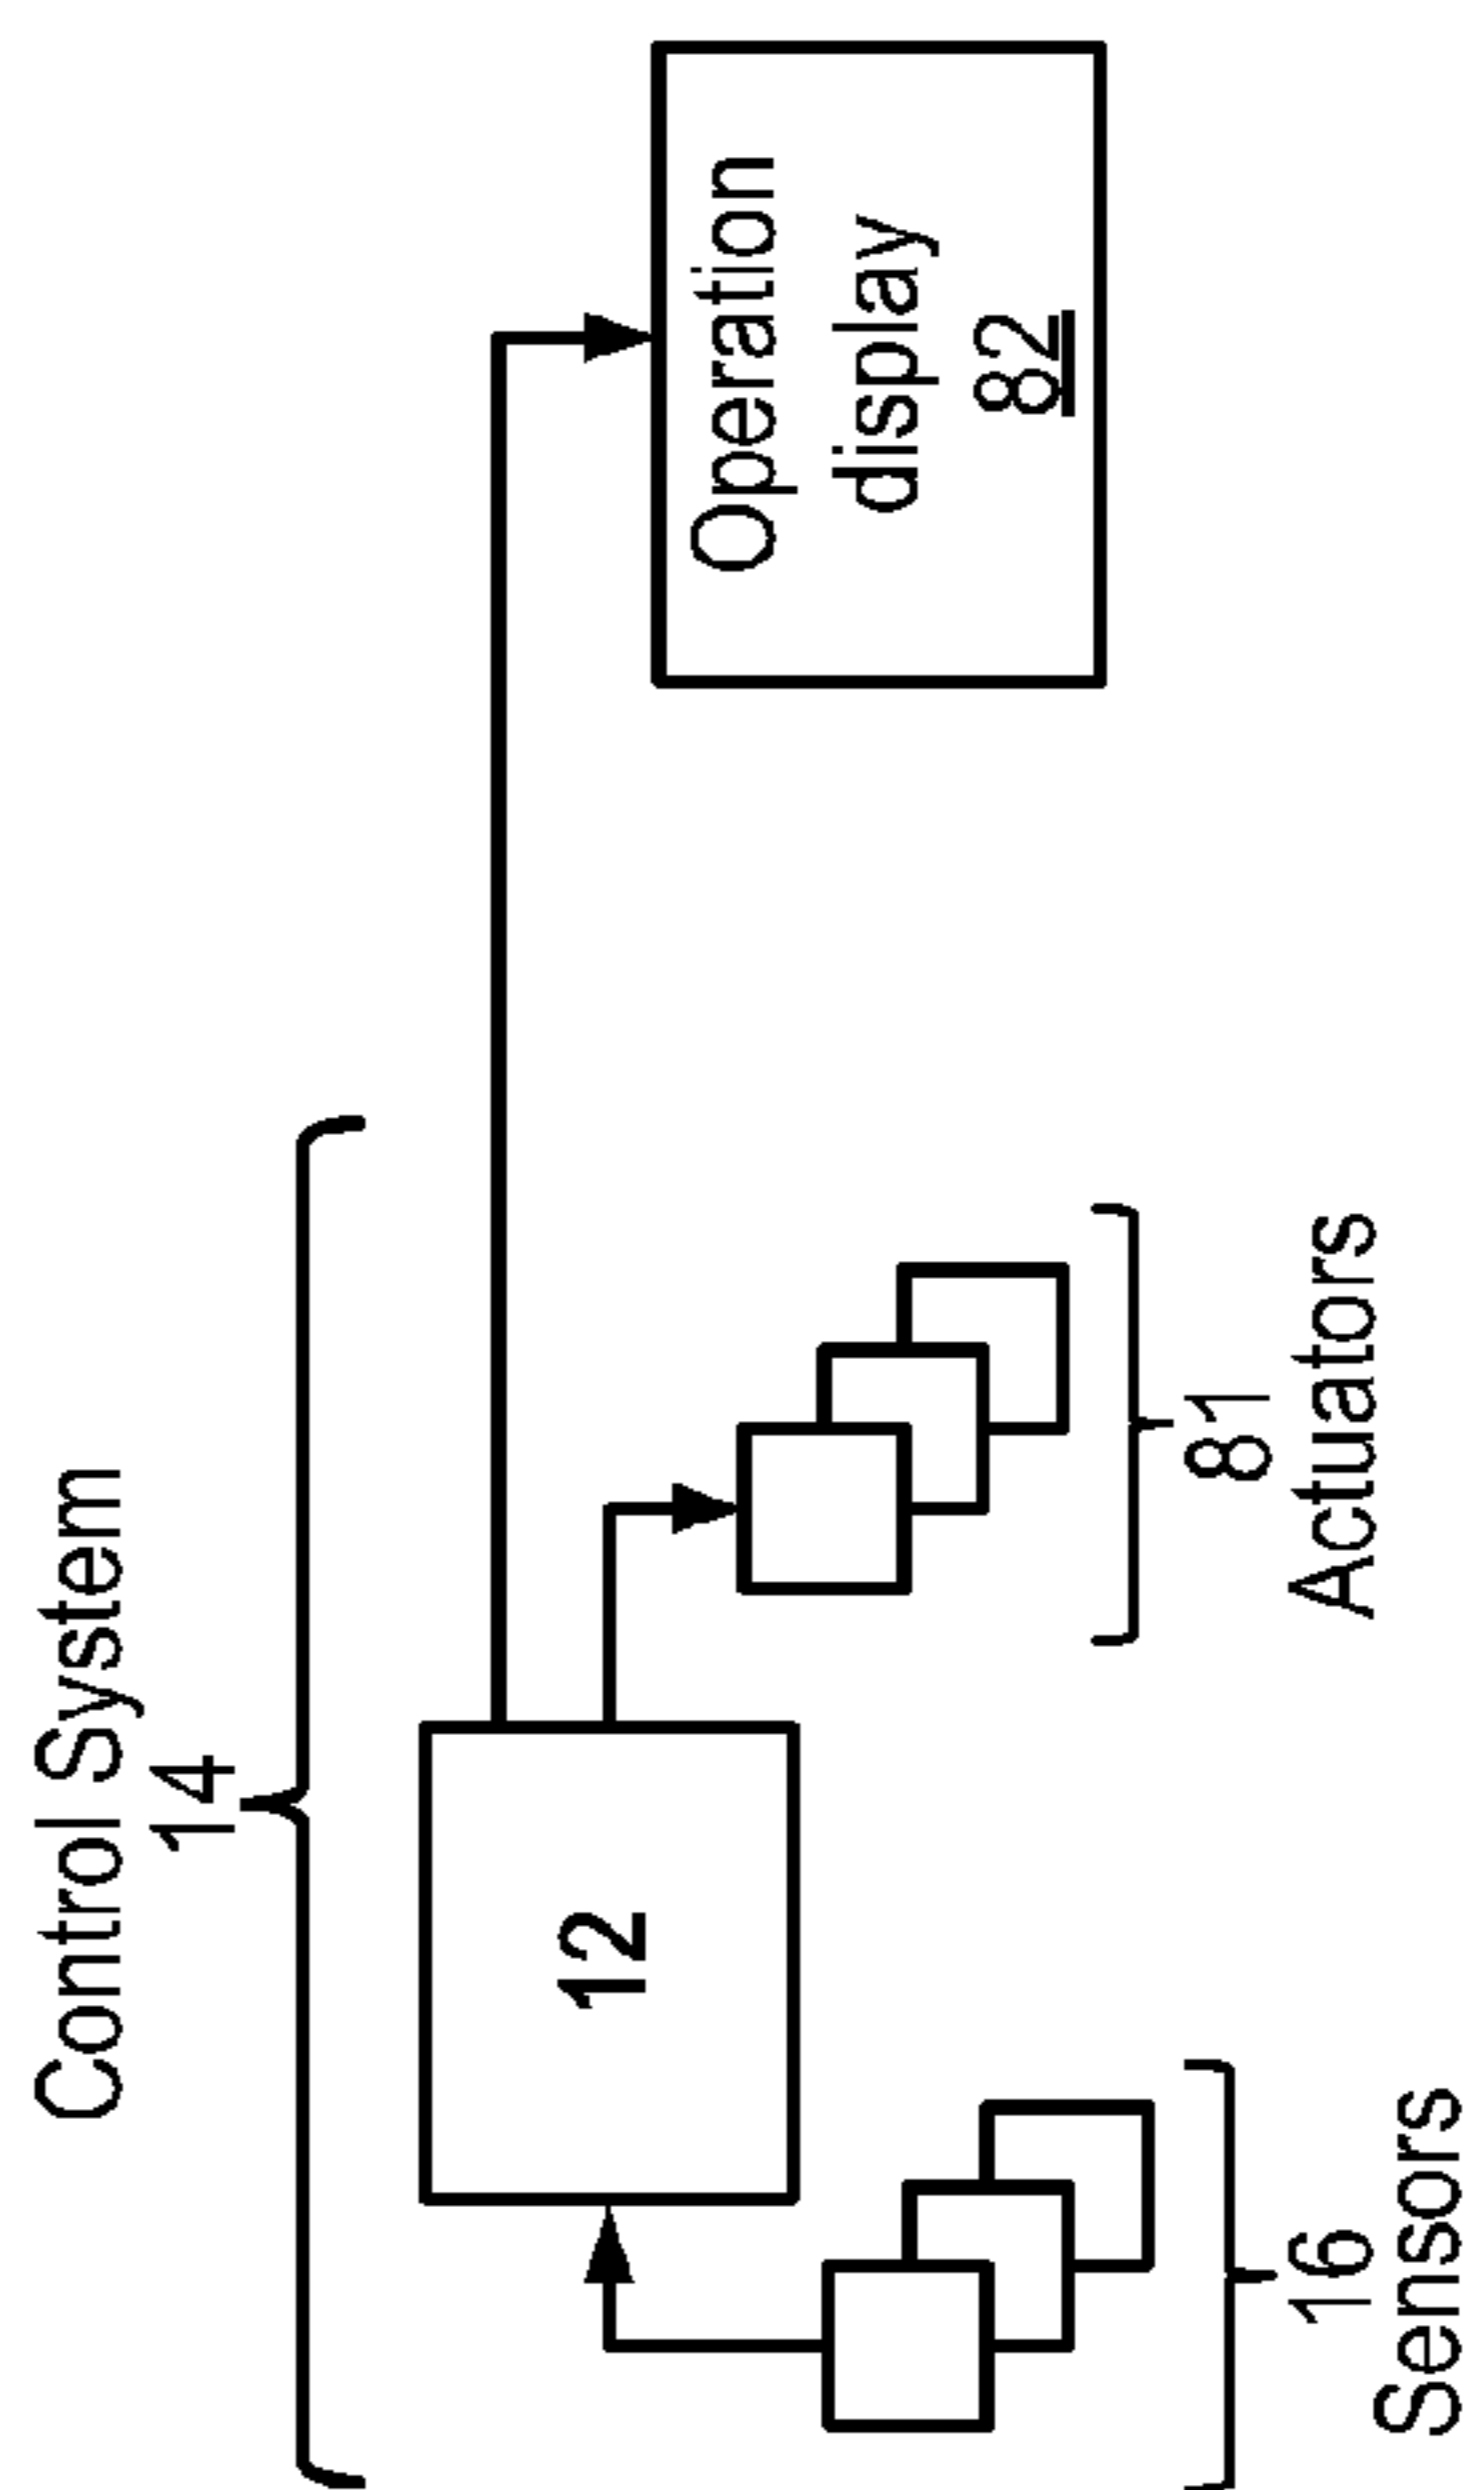 Control System
14
12
16
Sensors
81
Actuators
Operation
display
82